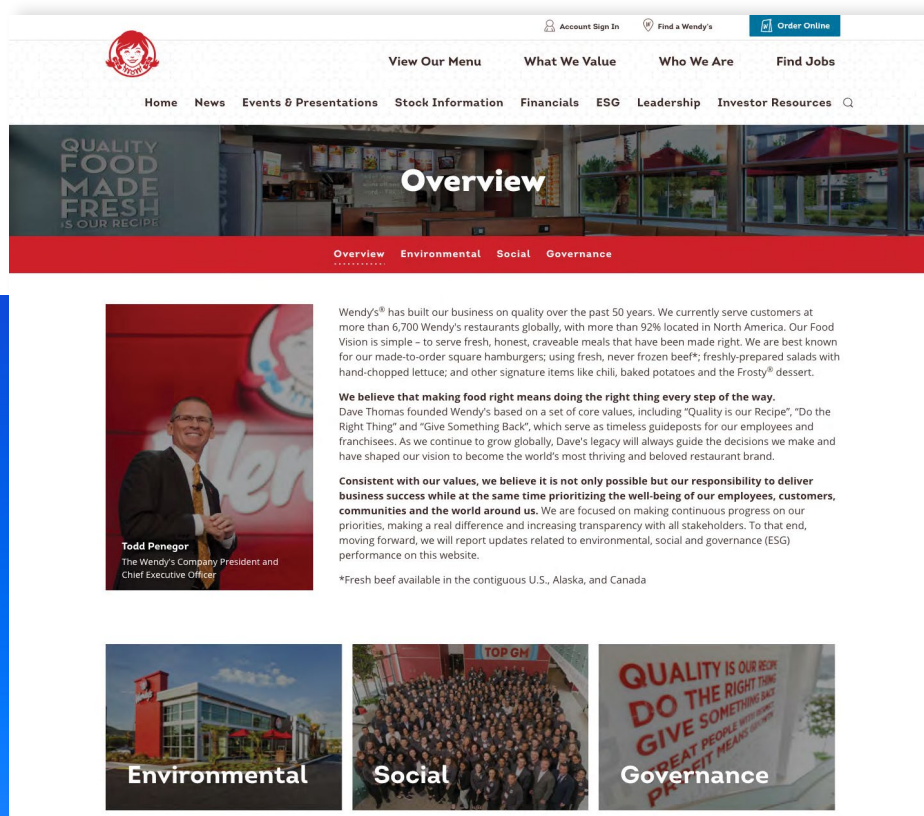 Account Sign In Find a Wendy's Order Online
View Our Menu What We Value Who We Are Find Jobs
Home News Events & Presentations Stock Information Financials ESG Leadership Investor Resources
QUALITY
FOOD
MADE
FRESH
IS OUR RECIPE
Overview
Overview Environmental Social Governance
Wendy's® has built our business on quality over the past 50 years. We currently serve customers at
more than 6,700 Wendy's restaurants globally, with more than 92% located in North America. Our Food
Vision is simple – to serve fresh, honest, craveable meals that have been made right. We are best known
for our made-to-order square hamburgers; using fresh, never frozen beef*; freshly-prepared salads with
hand-chopped lettuce; and other signature items like chili, baked potatoes and the Frosty® dessert.
We believe that making food right means doing the right thing every step of the way.
Dave Thomas founded Wendy's based on a set of core values, including “Quality is our Recipe”, “Do the
Right Thing” and “Give Something Back”, which serve as timeless guideposts for our employees and
franchisees. As we continue to grow globally, Dave's legacy will always guide the decisions we make and
have shaped our vision to become the world's most thriving and beloved restaurant brand.
Consistent with our values, we believe it is not only possible but our responsibility to deliver
business success while at the same time prioritizing the well-being of our employees, customers,
communities and the world around us. We are focused on making continuous progress on our
priorities, making a real difference and increasing transparency with all stakeholders. To that end,
moving forward, we will report updates related to environmental, social and governance (ESG)
performance on this website.
*Fresh beef available in the contiguous U.S., Alaska, and Canada
Wen
Todd Penegor
The Wendy's Company President and
Chief Executive Officer
Environmental
TOP GM
Social
QUALITY IS OUR RECIPE
DO THE RIGHT THING
GIVE SOMETHING BACK
TREAT PEOPLE WITH RESPECT
PROFIT MEANS GROWTH
Governance